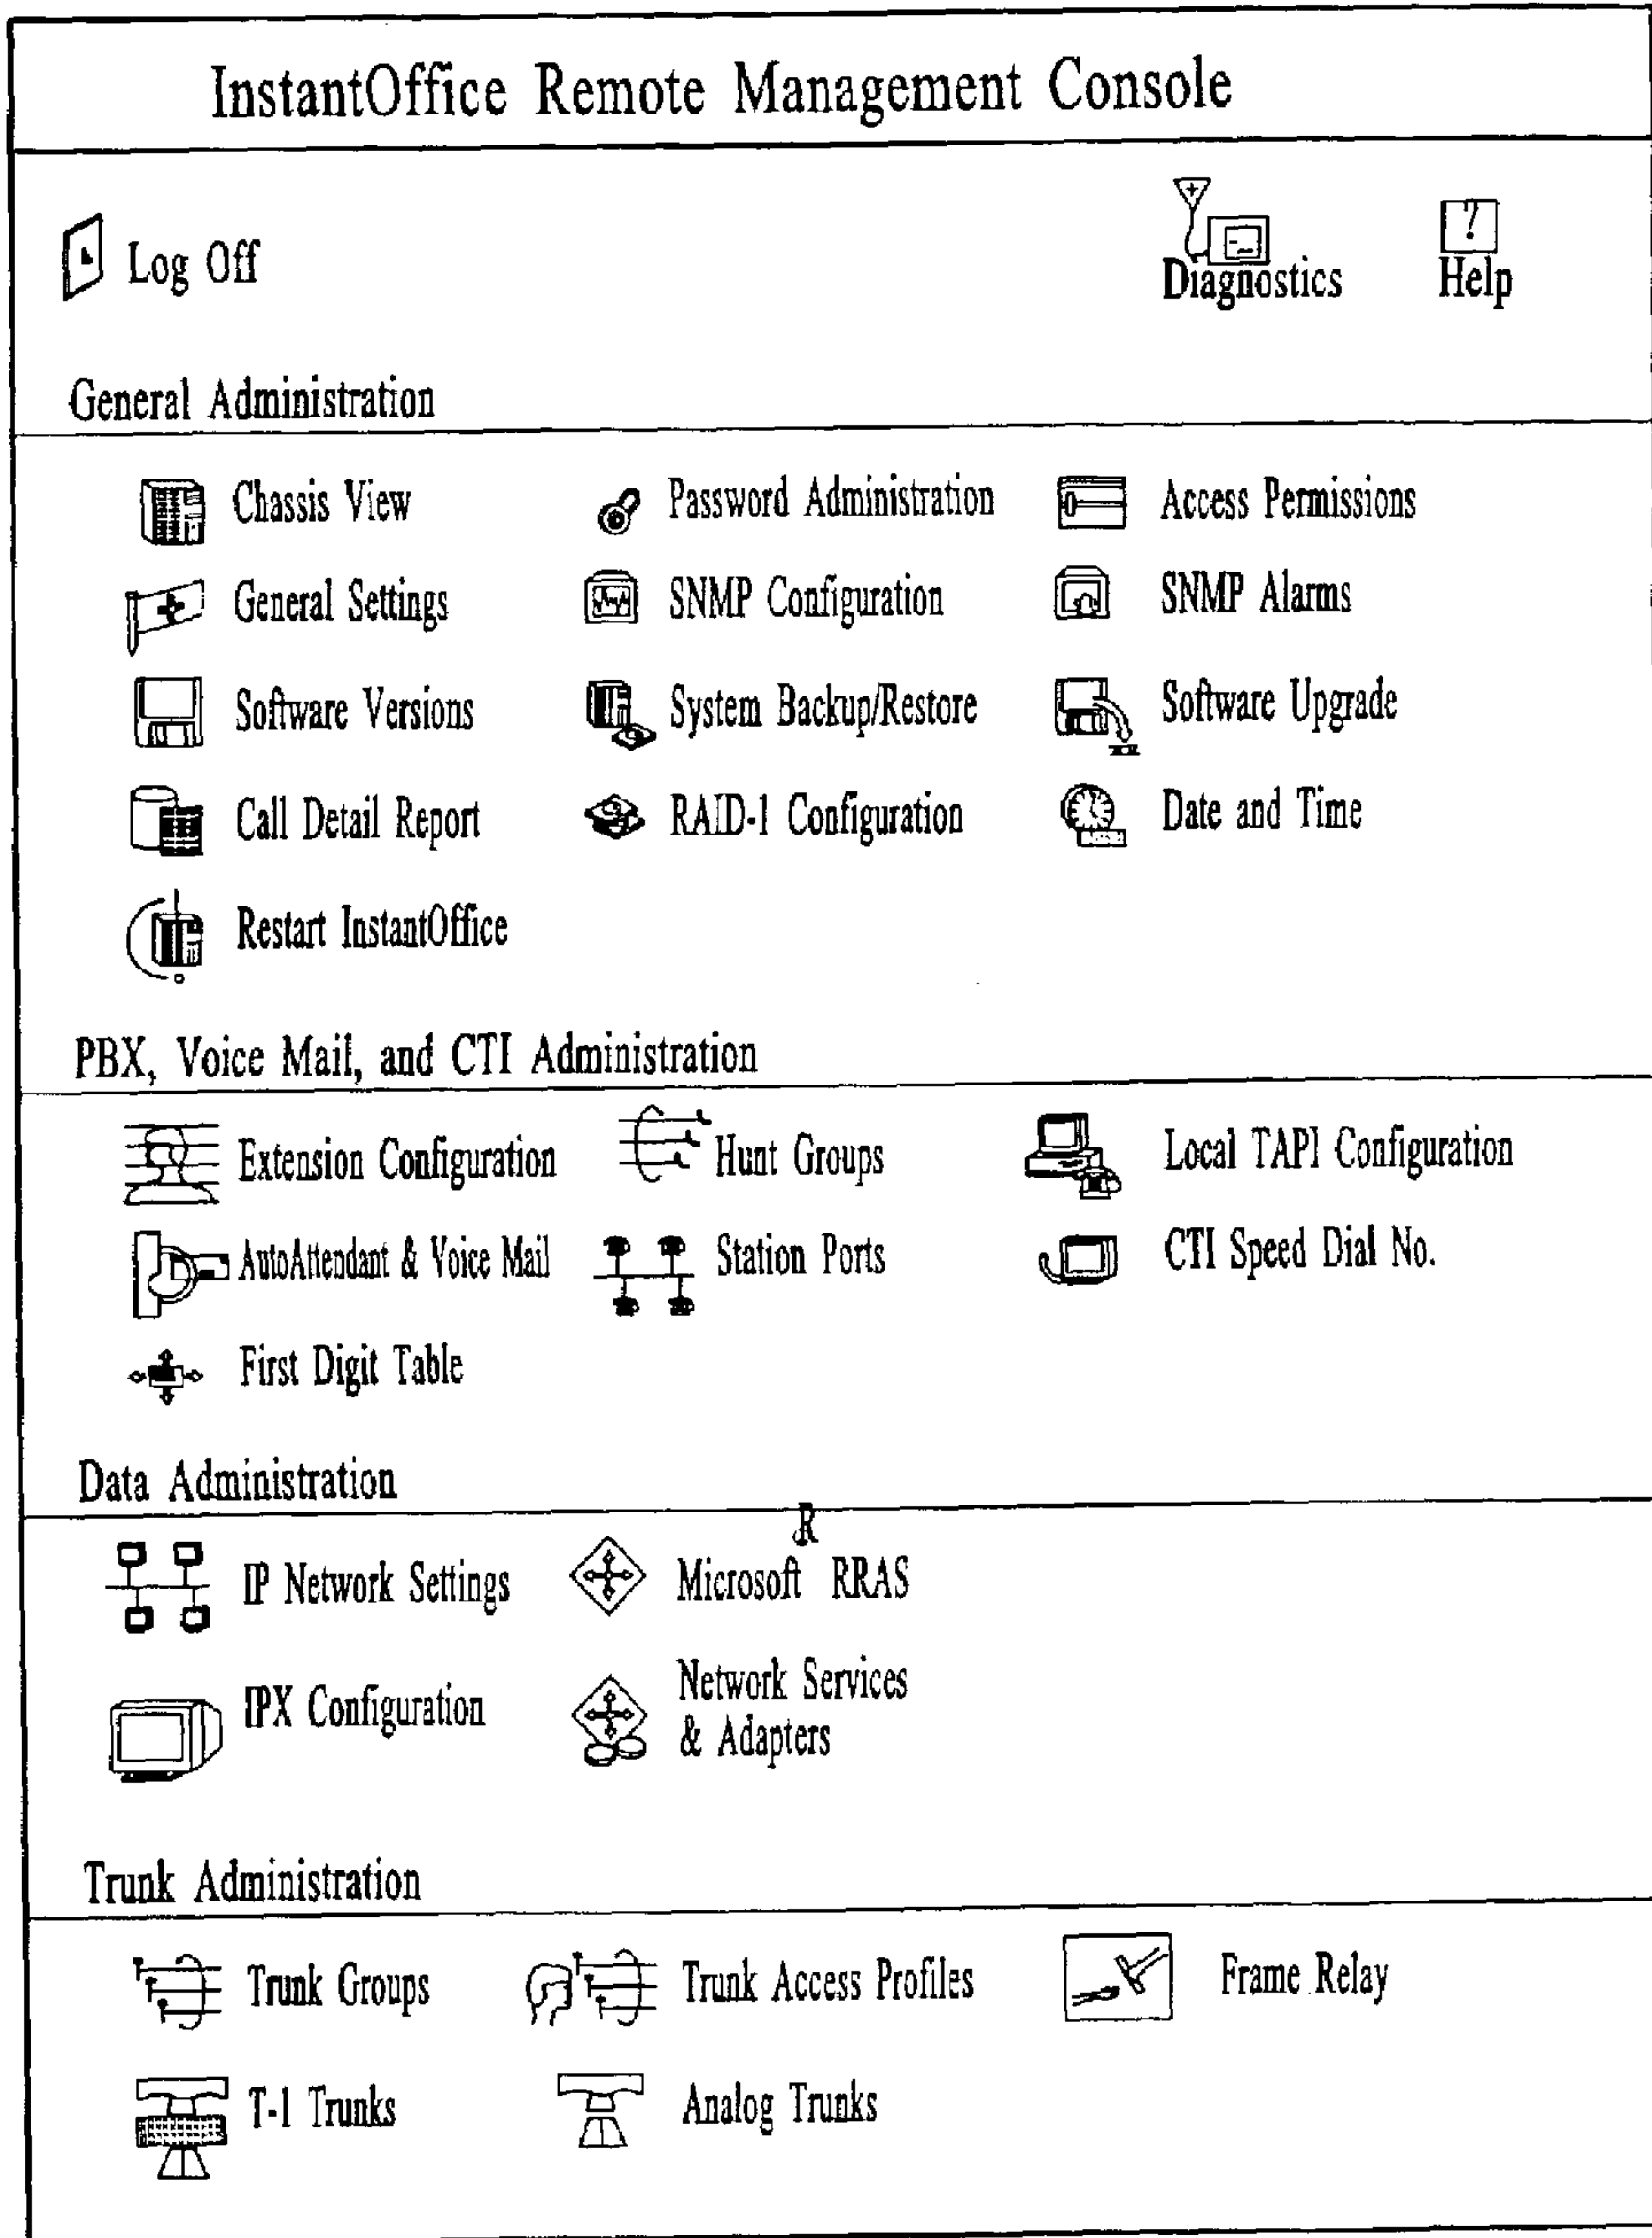 InstantOffice Remote Management Console
Log Off
Diagnostics
?
Help
General Administration
Chassis View
Password Administration
Access Permissions
General Settings
SNMP Configuration
SNMP Alarms
Software Versions
System Backup/Restore
Software Upgrade
Call Detail Report
RAID-1 Configuration
Date and Time
Restart InstantOffice
PBX, Voice Mail, and CTI Administration
Extension Configuration
Hunt Groups
Local TAPI Configuration
AutoAttendant & Voice Mail
Station Ports
CTI Speed Dial No.
First Digit Table
Data Administration
R
IP Network Settings
Microsoft RRAS
IPX Configuration
Network Services
& Adapters
Trunk Administration
Trunk Groups
Trunk Access Profiles
Frame Relay
T-1 Trunks
Analog Trunks